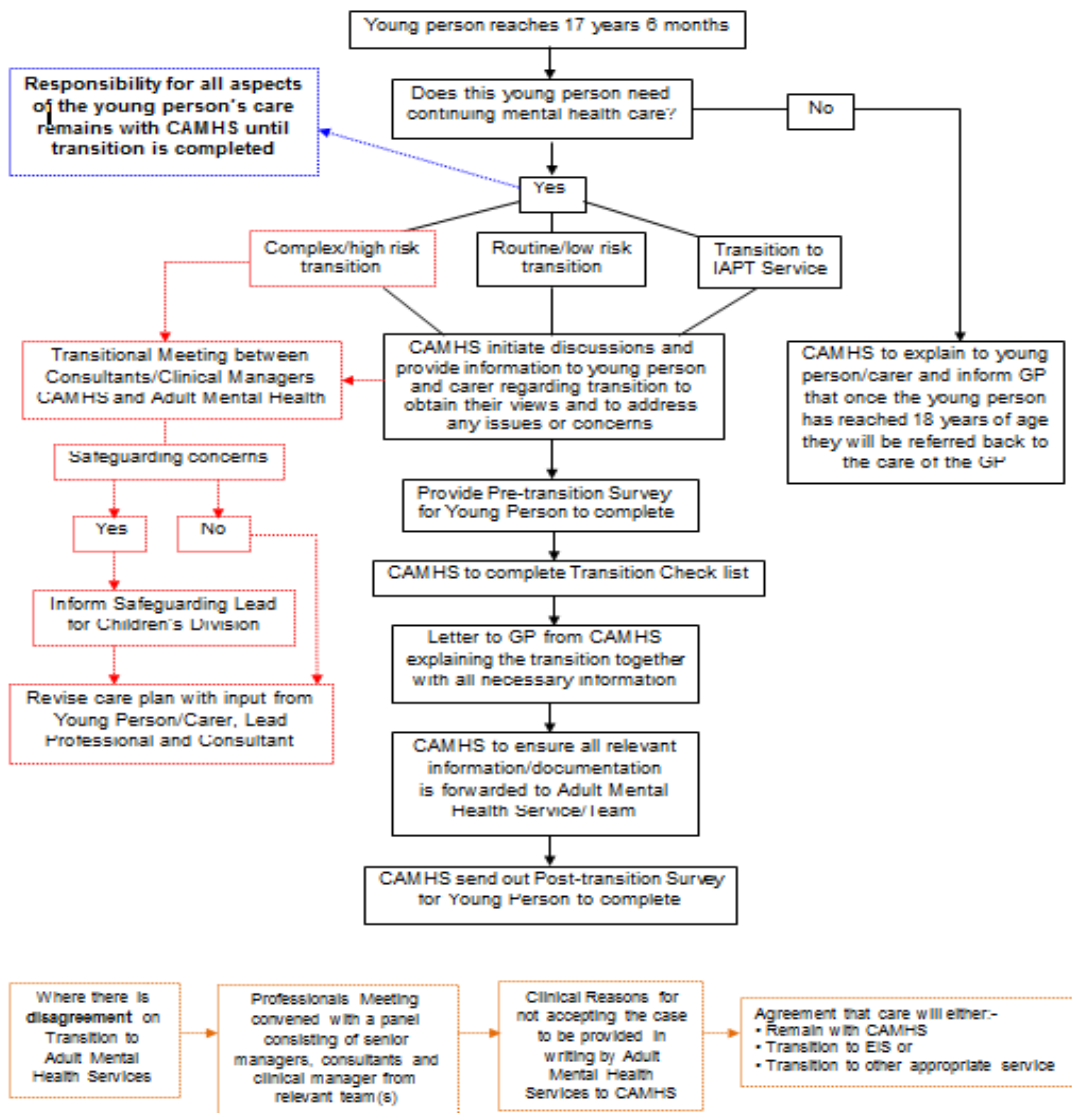 Young person reaches 17 years 6 months
Responsibility for all aspects
of the young person's care
remains with CAMHS until
transition is completed
Does this young person need
continuing mental health care?
No
Yes
Complex/high risk
transition
Routine/low risk
transition
Transition to
IAPT Service
Transitional Meeting between
Consultants/Clinical Managers
CAMHS and Adult Mental Health
CAMHS initiate discussions and
provide information to young person
and carer regarding transition to
obtain their views and to address
any issues or concerns
CAMHS to explain to young
person/carer and inform GP
that once the young person
has reached 18 years of age
they will be referred back to
the care of the GP
Safeguarding concerns
Yes
No
Provide Pre-transition Survey
for Young Person to complete
CAMHS to complete Transition Check list
Inform Safeguarding Lead
for Children's Division
Letter to GP from CAMHS
explaining the transition together
with all necessary information
Revise care plan with input from
Young Person/Carer, Lead
Professional and Consultant
CAMHS to ensure all relevant
information/documentation
is forwarded to Adult Mental
Health Service/Team
CAMHS send out Post-transition Survey
for Young Person to complete
Where there is
disagreement on
Transition to
Adult Mental
Health Services
Professionals Meeting
convened with a panel
consisting of senior
managers, consultants and
clinical manager from
relevant team(s)
Clinical Reasons for
not accepting the case
to be provided in
writing by Adult
Mental Health
Services to CAMHS
Agreement that care will either:-
• Remain with CAMHS
• Transition to EIS or
• Transition to other appropriate service